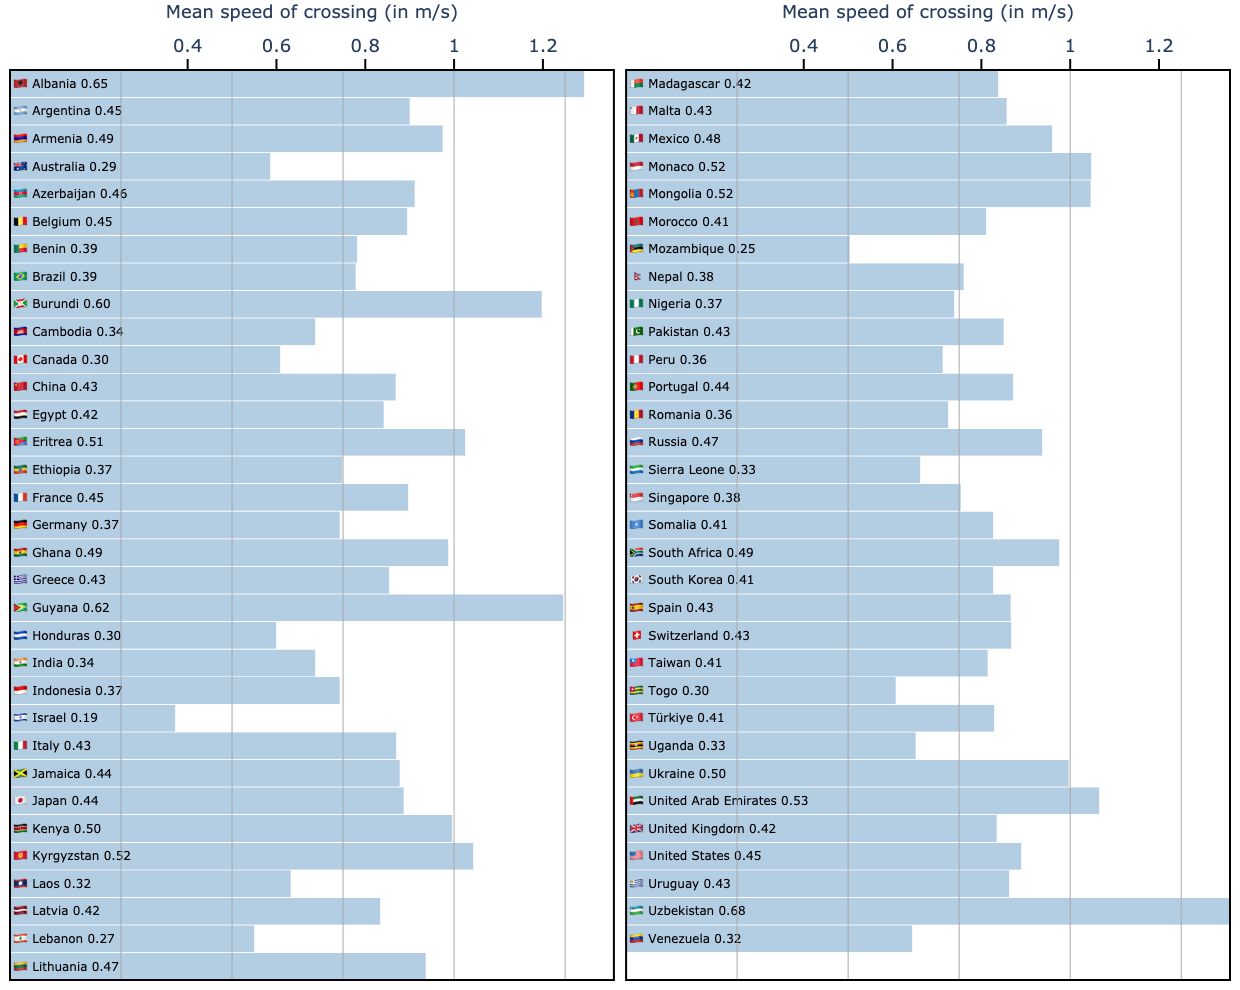 Mean speed of crossing (in m/s)
0.4 0.6 0.8 1 1.2
Albania 0.65
Argentina 0.45
Armenia 0.49
Australia 0.29
Azerbaijan 0.46
Belgium 0.45
Benin 0.39
Brazil 0.39
Burundi 0.60
Cambodia 0.34
Canada 0.30
China 0.43
Egypt 0.42
Eritrea 0.51
Ethiopia 0.37
France 0.45
Germany 0.37
Ghana 0.49
Greece 0.43
Guyana 0.62
Honduras 0.30
India 0.34
Indonesia 0.37
Israel 0.19
Italy 0.43
Jamaica 0.44
Japan 0.44
Kenya 0.50
Kyrgyzstan 0.52
Laos 0.32
Latvia 0.42
Lebanon 0.27
Lithuania 0.47
Mean speed of crossing (in m/s)
0.4 0.6 0.8 1 1.2
Madagascar 0.42
Malta 0.43
Mexico 0.48
Monaco 0.52
Mongolia 0.52
Morocco 0.41
Mozambique 0.25
Nepal 0.38
Nigeria 0.37
Pakistan 0.43
Peru 0.36
Portugal 0.44
Romania 0.36
Russia 0.47
Sierra Leone 0.33
Singapore 0.38
Somalia 0.41
South Africa 0.49
South Korea 0.41
Spain 0.43
Switzerland 0.43
Taiwan 0.41
Togo 0.30
Türkiye 0.41
Uganda 0.33
Ukraine 0.50
United Arab Emirates 0.53
United Kingdom 0.42
United States 0.45
Uruguay 0.43
Uzbekistan 0.68
Venezuela 0.32